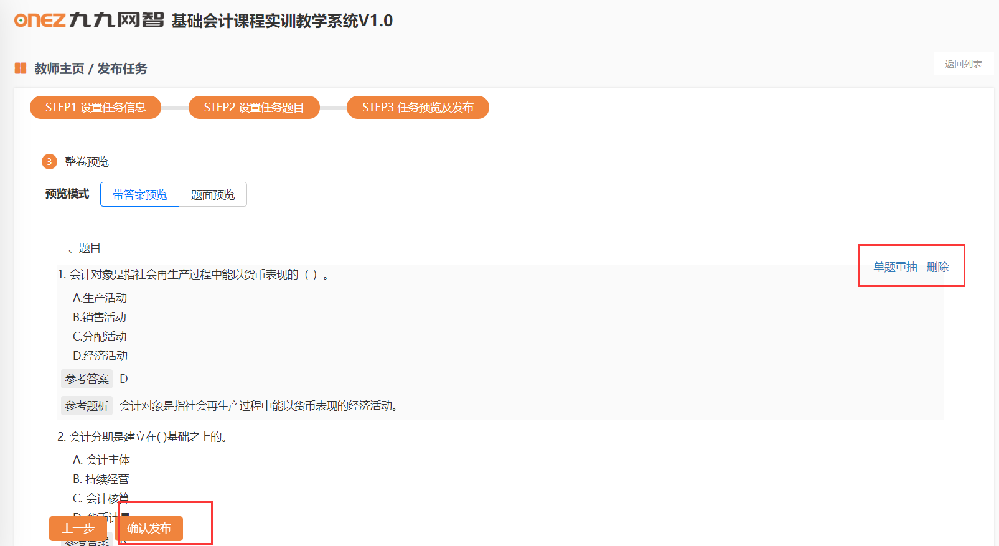 onez 九九网智 基础会计课程实训教学系统V1.0
教师主页 / 发布任务
返回列表
STEP1 设置任务信息 STEP2 设置任务题目 STEP3 任务预览及发布
3 整卷预览
预览模式 带答案预览 题面预览
一、题目
单题重抽 删除
1. 会计对象是指社会再生产过程中能以货币表现的（ ）。
A.生产活动
B.销售活动
C.分配活动
D.经济活动
参考答案 D
参考题析 会计对象是指社会再生产过程中能以货币表现的经济活动。
2. 会计分期是建立在( )基础之上的。
A. 会计主体
B. 持续经营
C. 会计核算
D. 货币计量
上一步 确认发布
参考答案